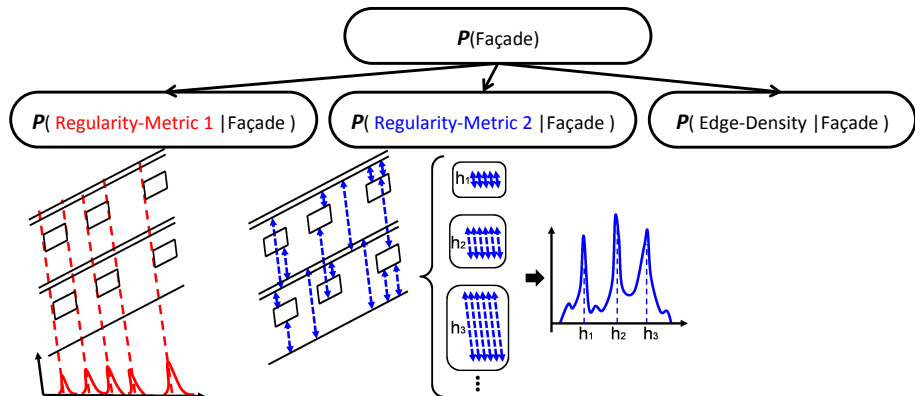 P(Façade)
P( Regularity-Metric 1 |Façade )
P( Regularity-Metric 2 |Façade )
P( Edge-Density |Façade )
h1
h2
h3
h1 h2 h3